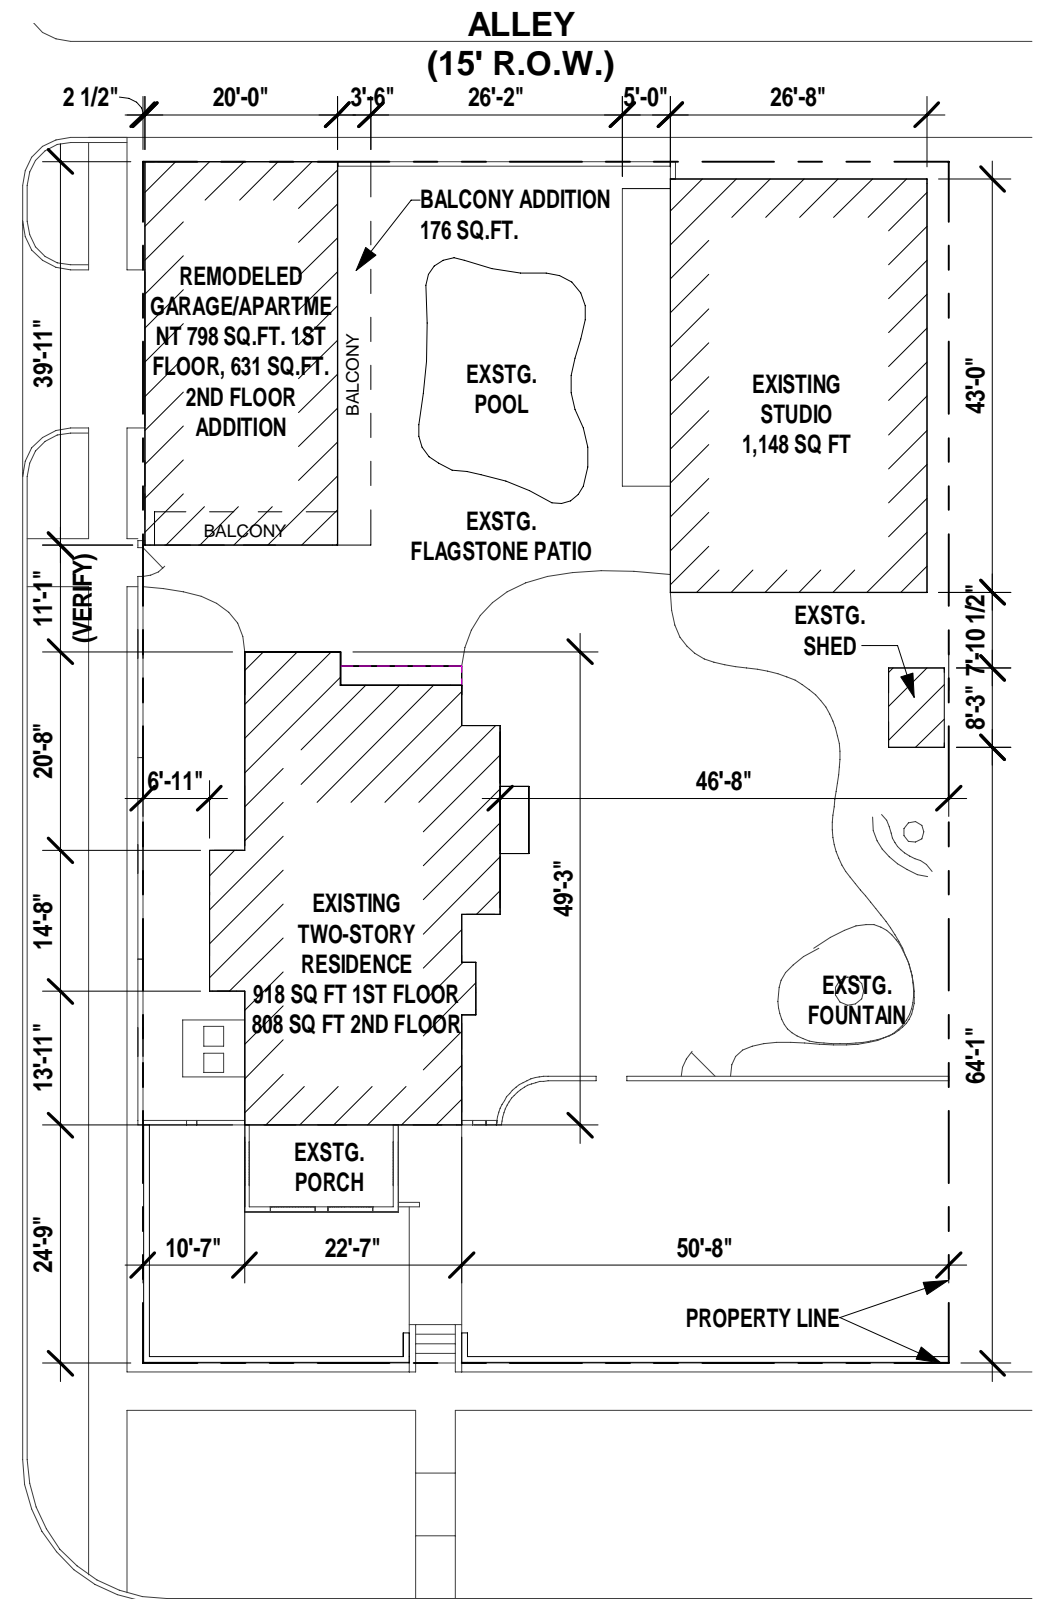 ALLEY
(15' R.O.W.)
2 1/2"
20'-0"
3'-6"
26'-2"
5'-0"
26'-8"
BALCONY ADDITION
176 SQ.FT.
REMODELED
GARAGE/APARTME
NT 798 SQ.FT. 1ST
FLOOR, 631 SQ.FT.
2ND FLOOR
ADDITION
BALCONY
BALCONY
39'-11"
EXSTG.
POOL
EXISTING
STUDIO
1,148 SQ FT
43'-0"
EXSTG.
FLAGSTONE PATIO
11'-1"
(VERIFY)
EXSTG.
SHED
7'-10 1/2"
8'-3"
20'-8"
6'-11"
46'-8"
49'-3"
14'-8"
EXISTING
TWO-STORY
RESIDENCE
918 SQ FT 1ST FLOOR
808 SQ FT 2ND FLOOR
EXSTG.
FOUNTAIN
13'-11"
64'-1"
EXSTG.
PORCH
24'-9"
10'-7"
22'-7"
50'-8"
PROPERTY LINE